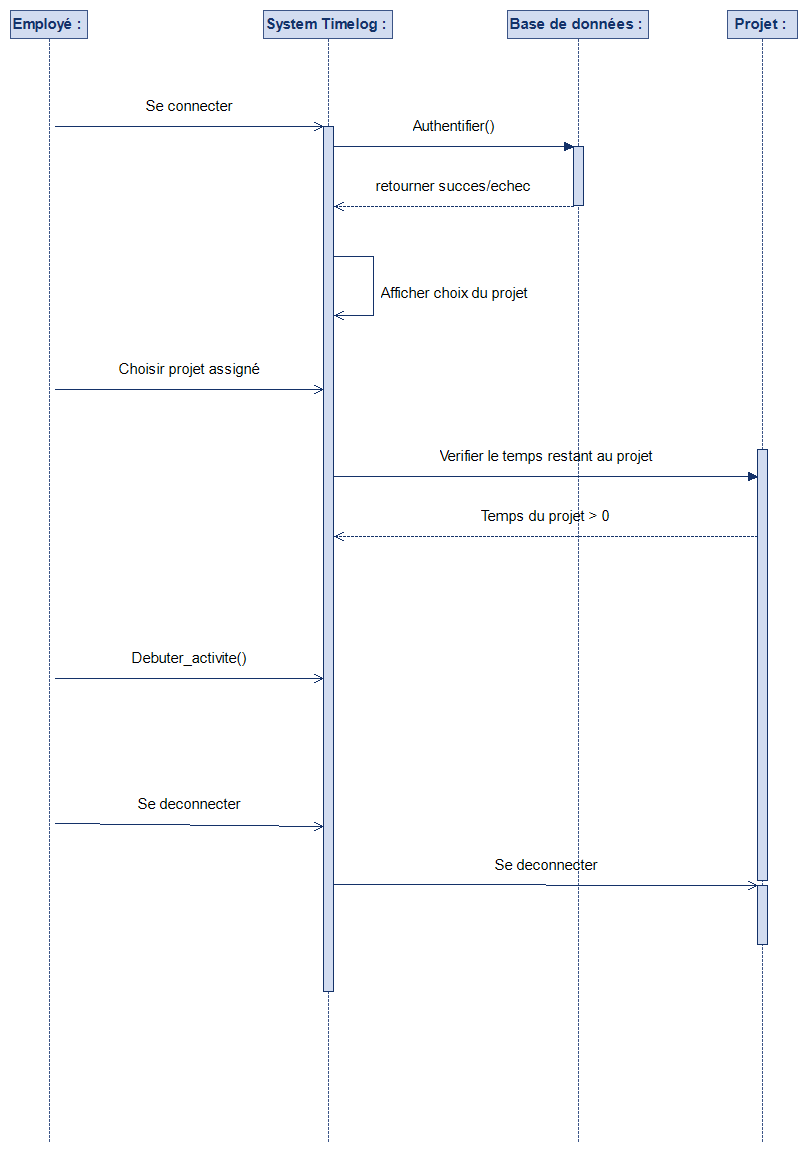 Employé :
System Timelog :
Base de données :
Projet :
Se connecter
Authentifier()
retourner succes/echec
Afficher choix du projet
Choisir projet assigné
Verifier le temps restant au projet
Temps du projet > 0
Debuter_activite()
Se deconnecter
Se deconnecter